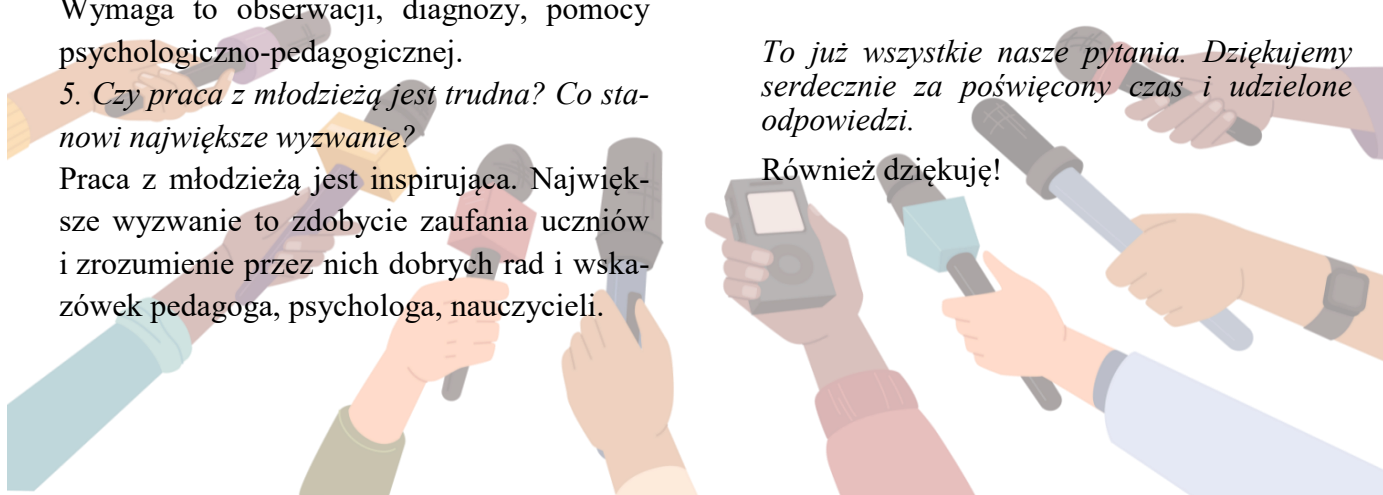 Wymaga to obserwacji, diagnozy, pomocy
psychologiczno-pedagogicznej.
5. Czy praca z młodzieżą jest trudna? Co sta-
nowi największe wyzwanie?
Praca z młodzieżą jest inspirująca. Najwięk-
sze wyzwanie to zdobycie zaufania uczniów
i zrozumienie przez nich dobrych rad i wska-
zówek pedagoga, psychologa, nauczycieli.
To już wszystkie nasze pytania. Dziękujemy
serdecznie za poświęcony czas i udzielone
odpowiedzi.
Również dziękuję!